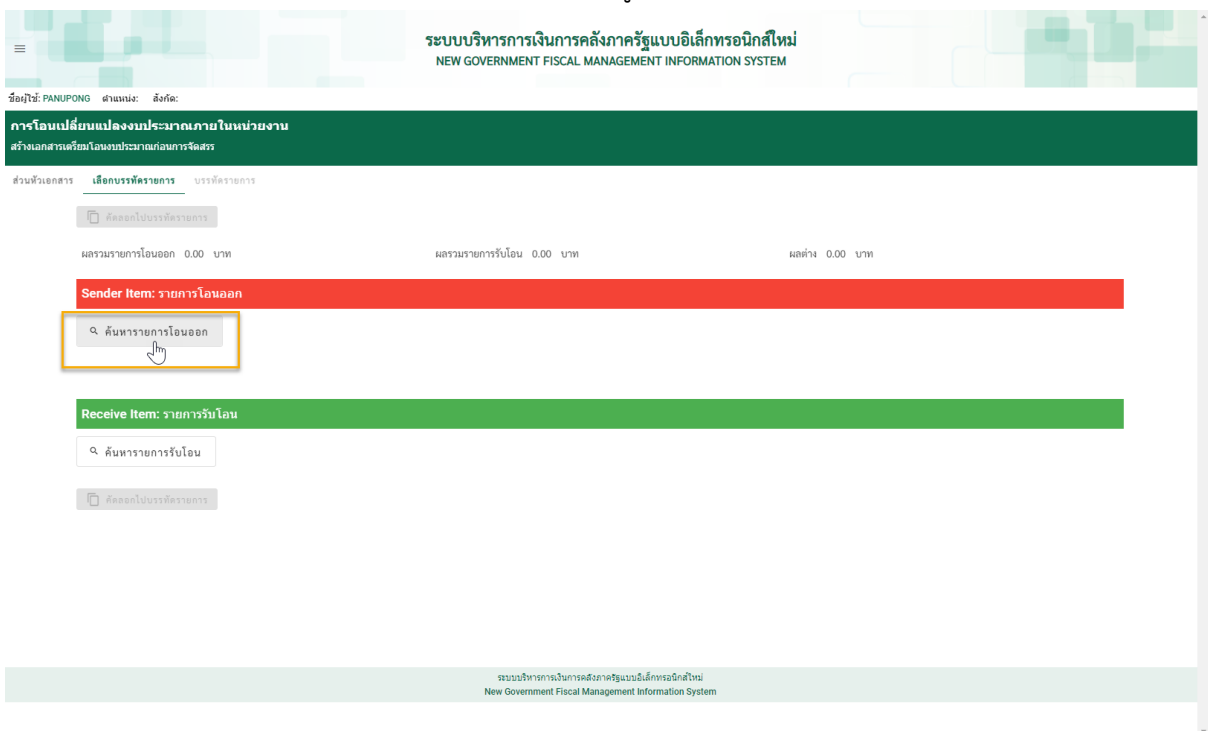 ระบบบริหารการเงินการคลังภาครัฐแบบอิเล็กทรอนิกส์ใหม่
NEW GOVERNMENT FISCAL MANAGEMENT INFORMATION SYSTEM
ชื่อผู้ใช้: PANUPONG ตำแหน่ง: สังกัด:
การโอนเปลี่ยนแปลงงบประมาณภายในหน่วยงาน
สร้างเอกสารเตรียมโอนงบประมาณก่อนการจัดสรร
ส่วนหัวเอกสาร เลือกบรรทัดรายการ บรรทัดรายการ
คัดลอกไปบรรทัดรายการ
ผลรวมรายการโอนออก 0.00 บาท ผลรวมรายการรับโอน 0.00 บาท ผลต่าง 0.00 บาท
Sender Item: รายการโอนออก
ค้นหารายการโอนออก
Receive Item: รายการรับโอน
ค้นหารายการรับโอน
คัดลอกไปบรรทัดรายการ
ระบบบริหารการเงินการคลังภาครัฐแบบอิเล็กทรอนิกส์ใหม่
New Government Fiscal Management Information System